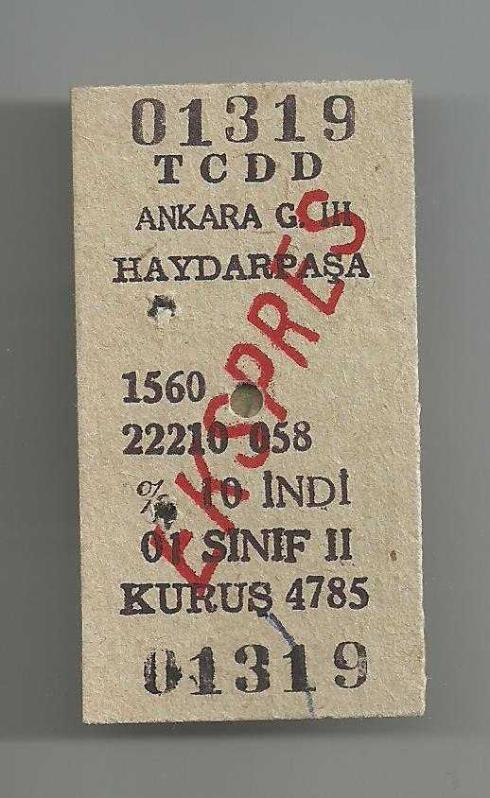 01319
TCDD
ANKARA G. III
HAYDARPAŞA
EKSPRES
1560
22210 058
% 10 İNDİ
01 SINIF II
KURUŞ 4785
01319